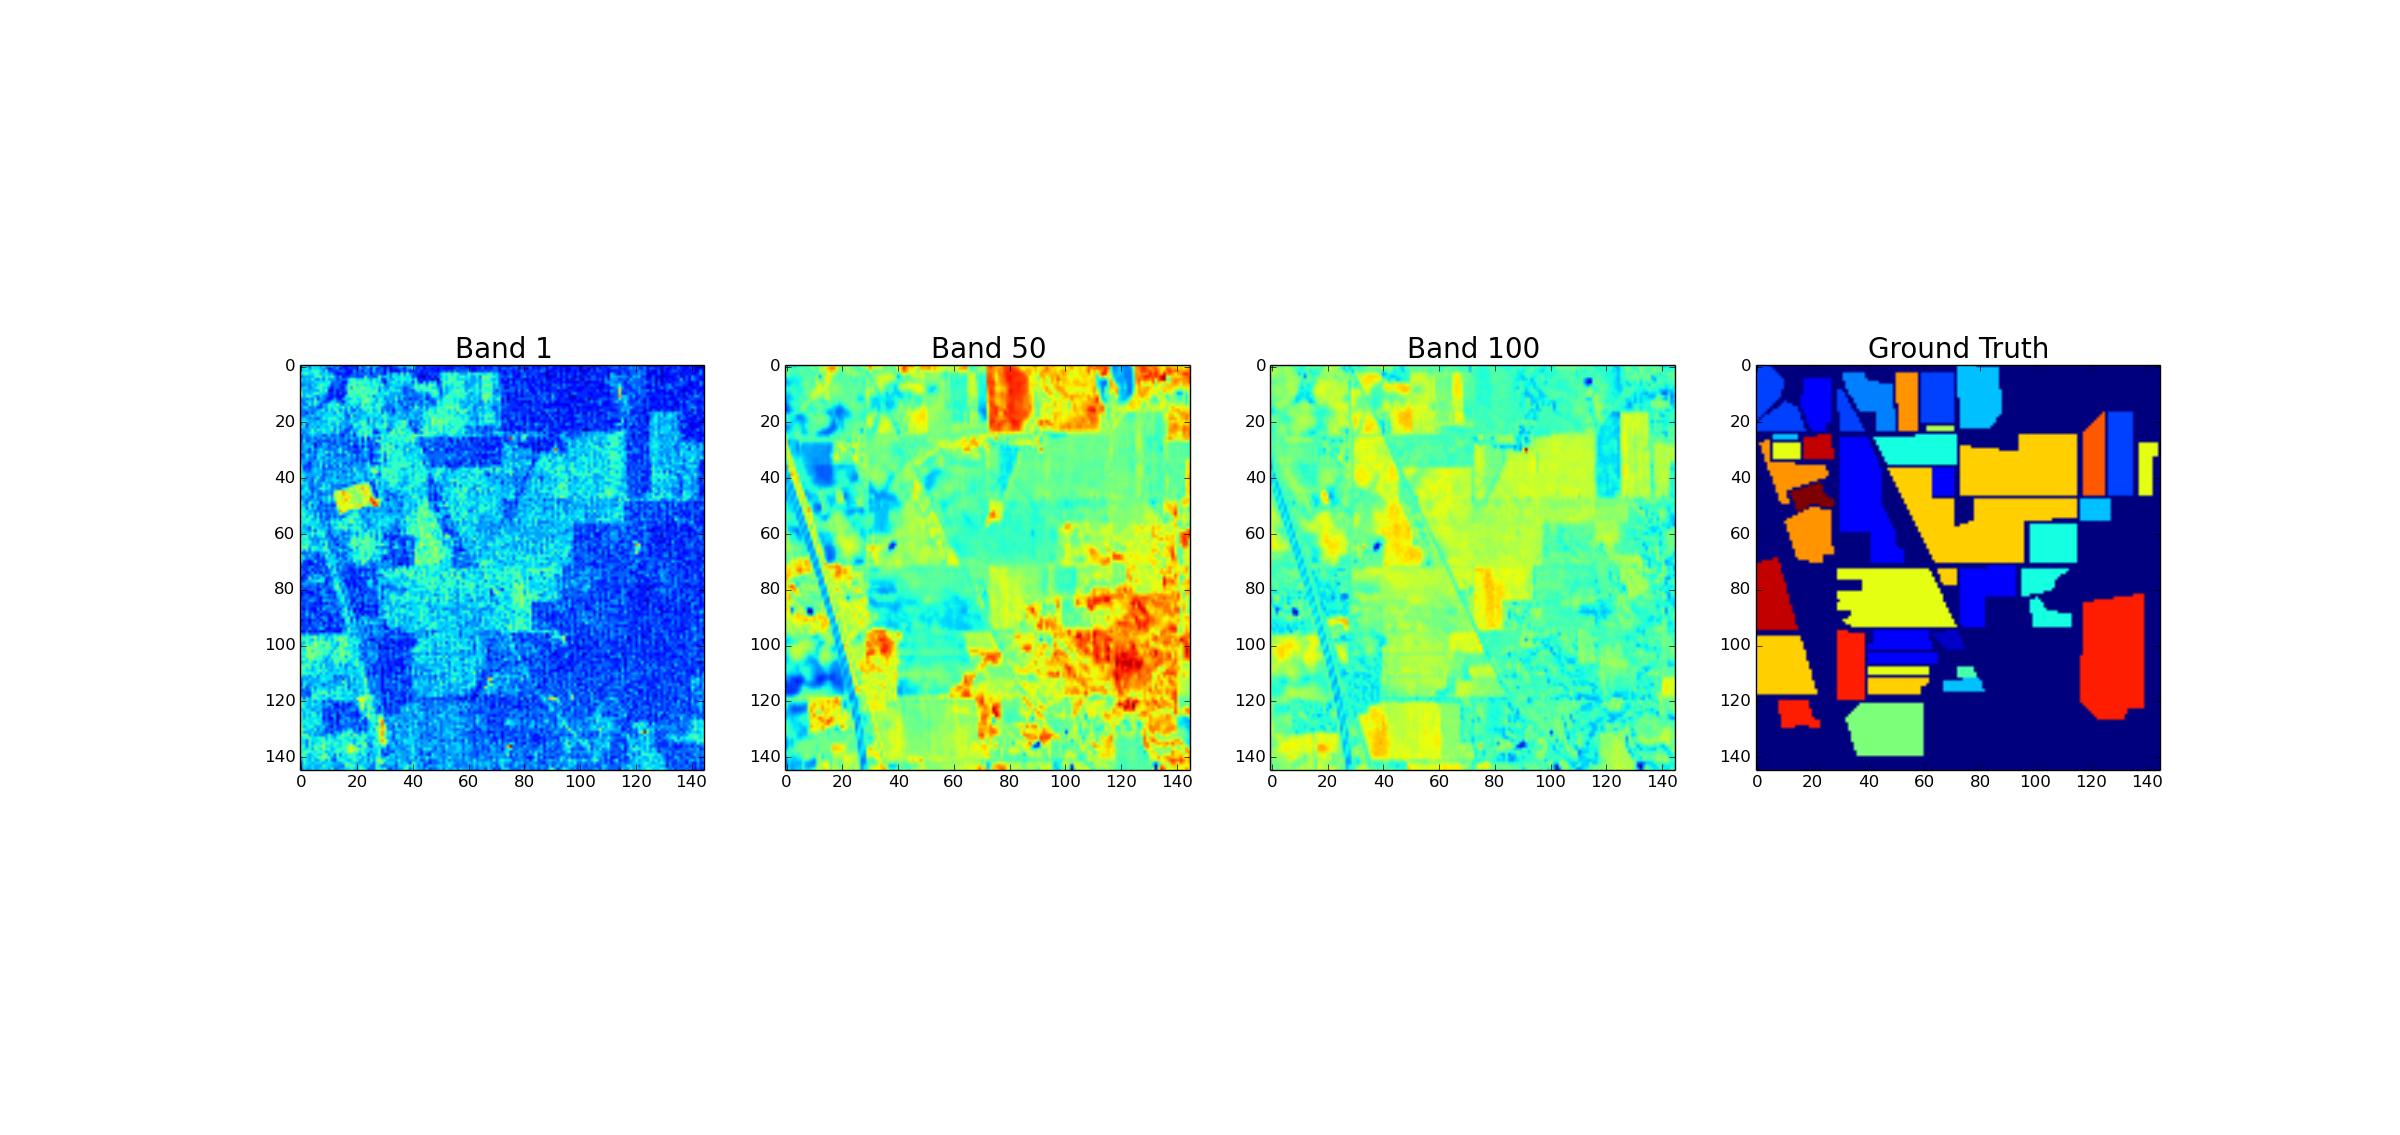 Band 1
Band 50
Band 100
Ground Truth
0 0 0 0
20 20 20 20
40 40 40 40
60 60 60 60
80 80 80 80
100 100 100 100
120 120 120 120
140 140 140 140
0 20 40 60 80 100 120 140
0 20 40 60 80 100 120 140
0 20 40 60 80 100 120 140
0 20 40 60 80 100 120 140